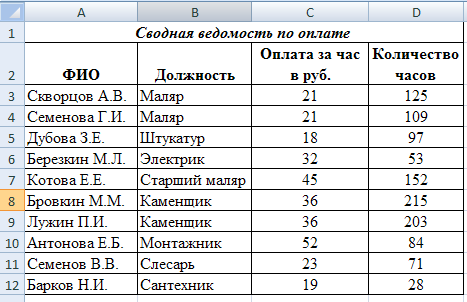 A B C D
1 Сводная ведомость по оплате
2 ФИО Должность Оплата за час в руб. Количество часов
3 Скворцов А.В. Маляр 21 125
4 Семенова Г.И. Маляр 21 109
5 Дубова З.Е. Штукатур 18 97
6 Березкин М.Л. Электрик 32 53
7 Котова Е.Е. Старший маляр 45 152
8 Бровкин М.М. Каменщик 36 215
9 Лужин П.И. Каменщик 36 203
10 Антонова Е.Б. Монтажник 52 84
11 Семенов В.В. Слесарь 23 71
12 Барков Н.И. Сантехник 19 28